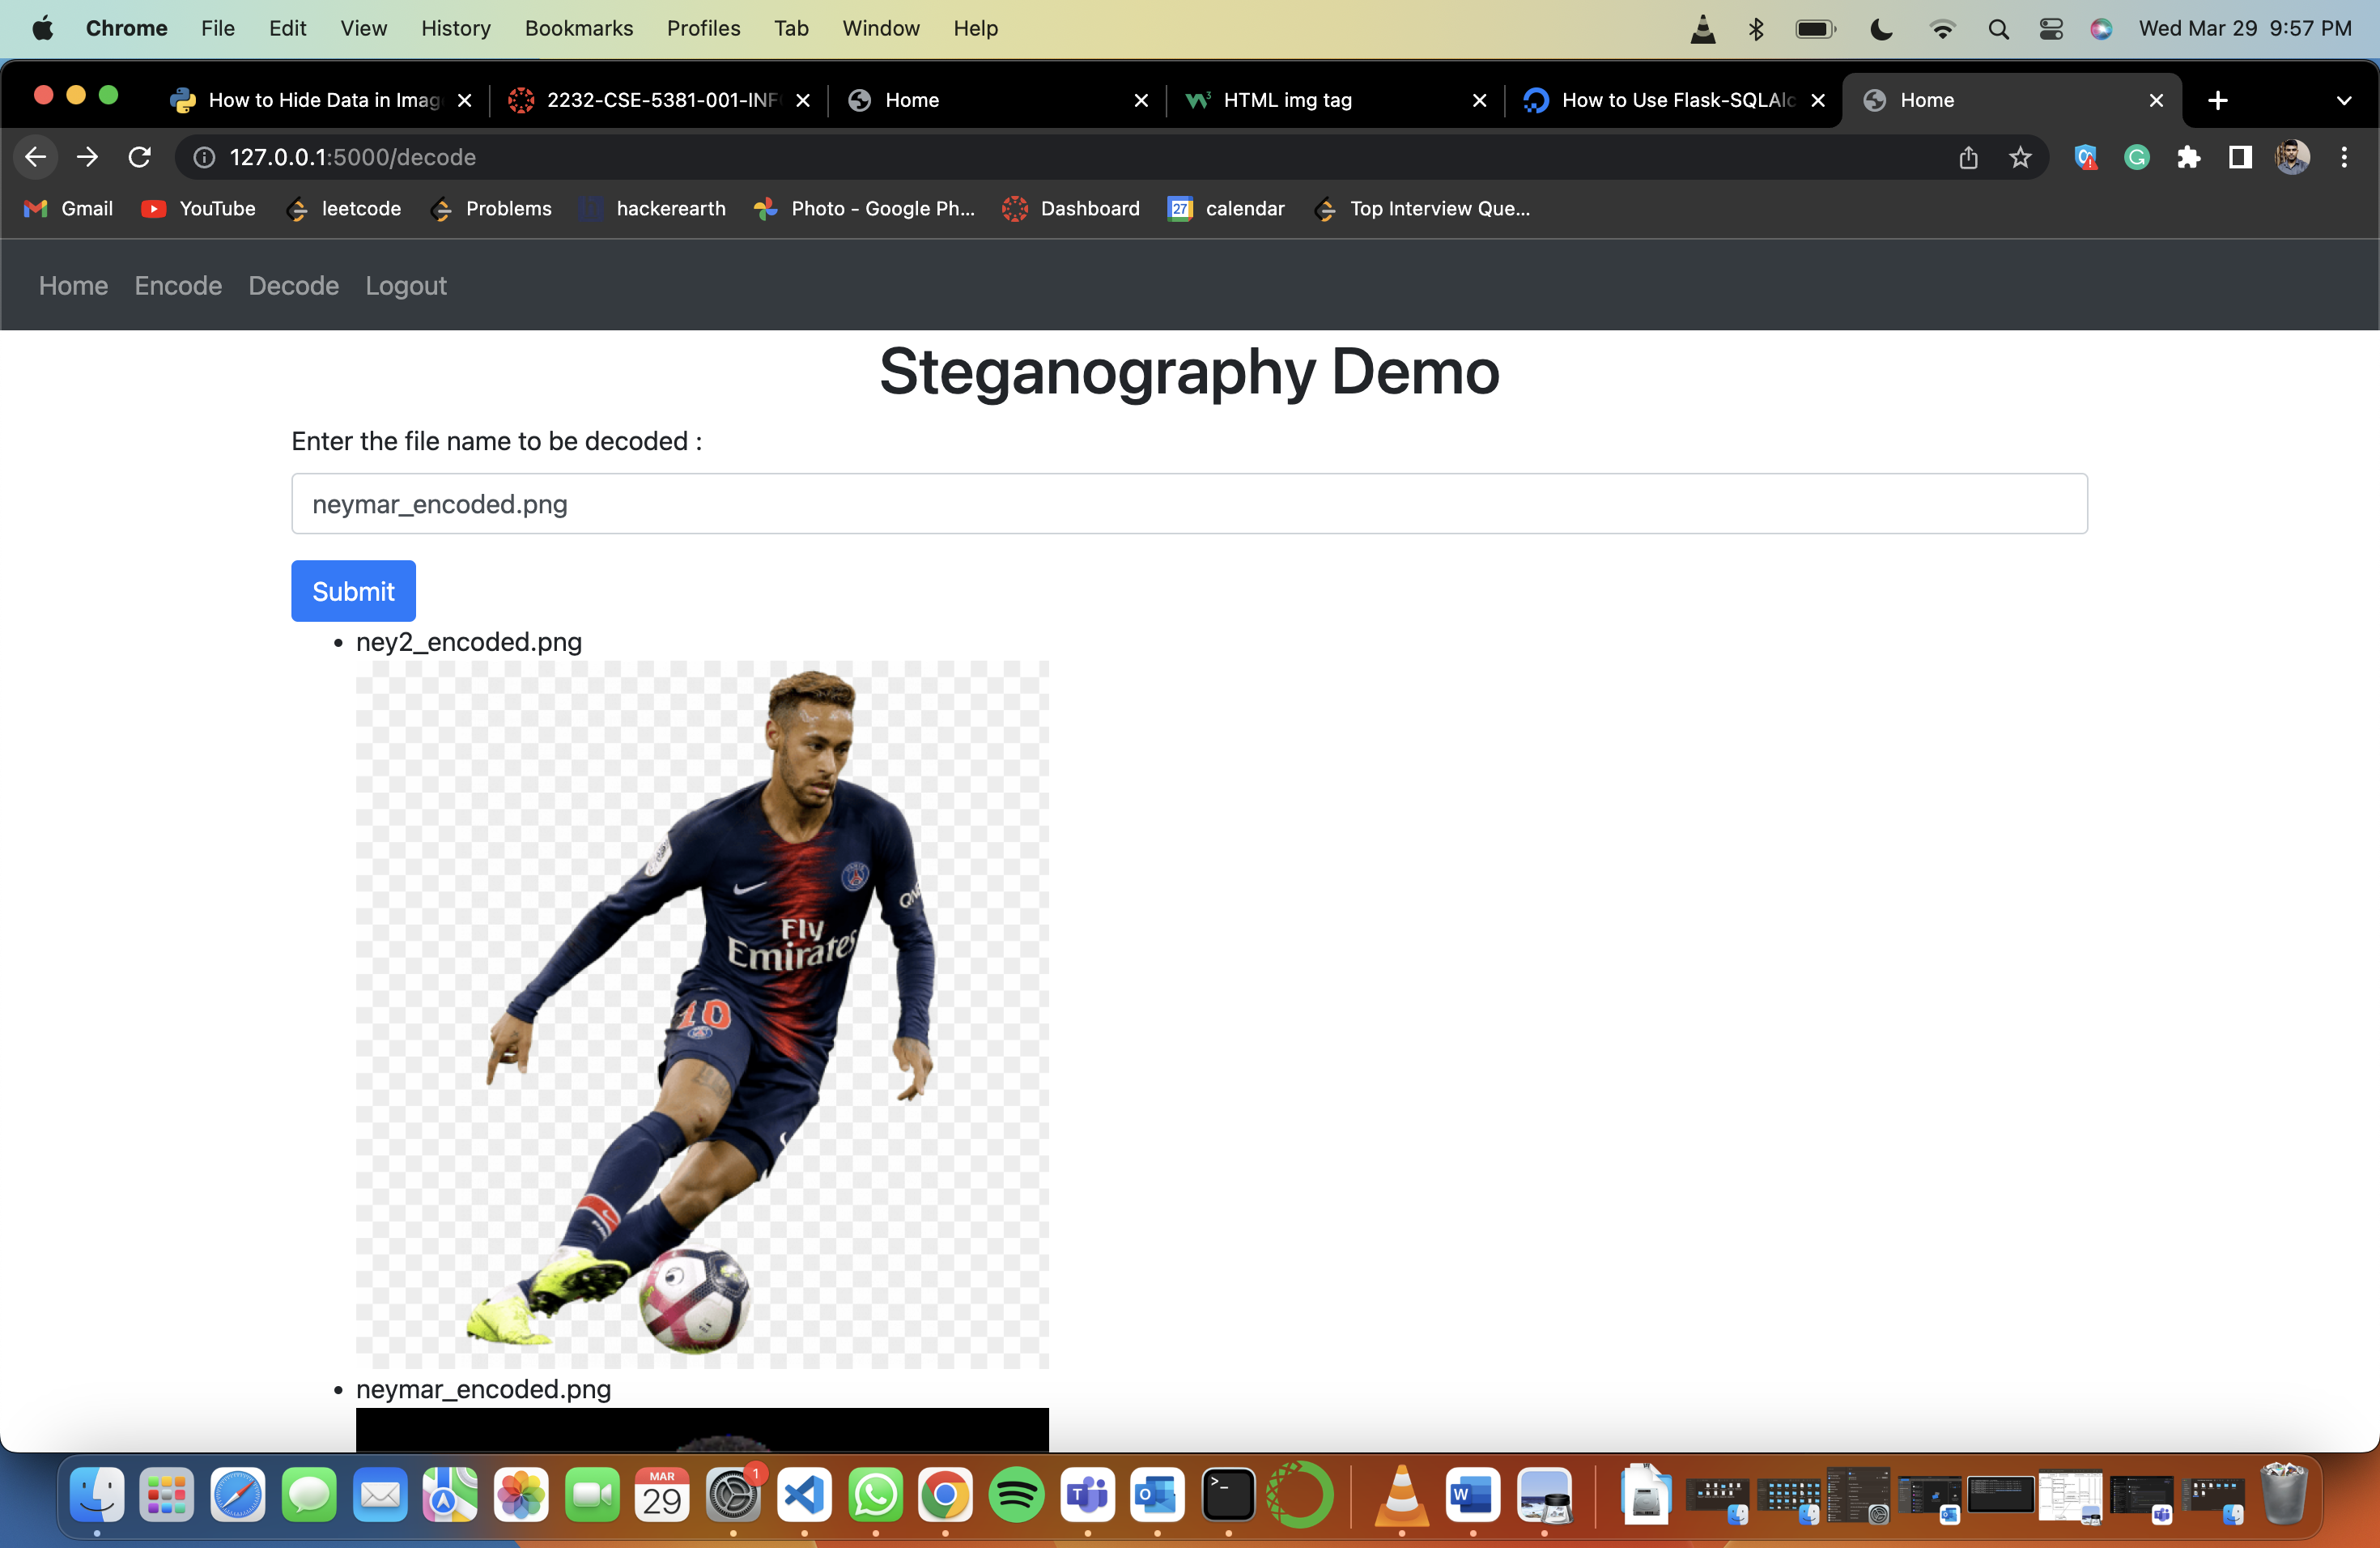 Chrome File Edit View History Bookmarks Profiles Tab Window Help Wed Mar 29 9:57 PM
How to Hide Data in Imag 2232-CSE-5381-001-INF Home HTML img tag How to Use Flask-SQLAlc Home
127.0.0.1:5000/decode
Gmail YouTube leetcode Problems hackerearth Photo - Google Ph... Dashboard 27 calendar Top Interview Que...
Home Encode Decode Logout
Steganography Demo
Enter the file name to be decoded :
neymar_encoded.png
Submit
• ney2_encoded.png
Fly
Emirates
10
• neymar_encoded.png
MAR
29
1